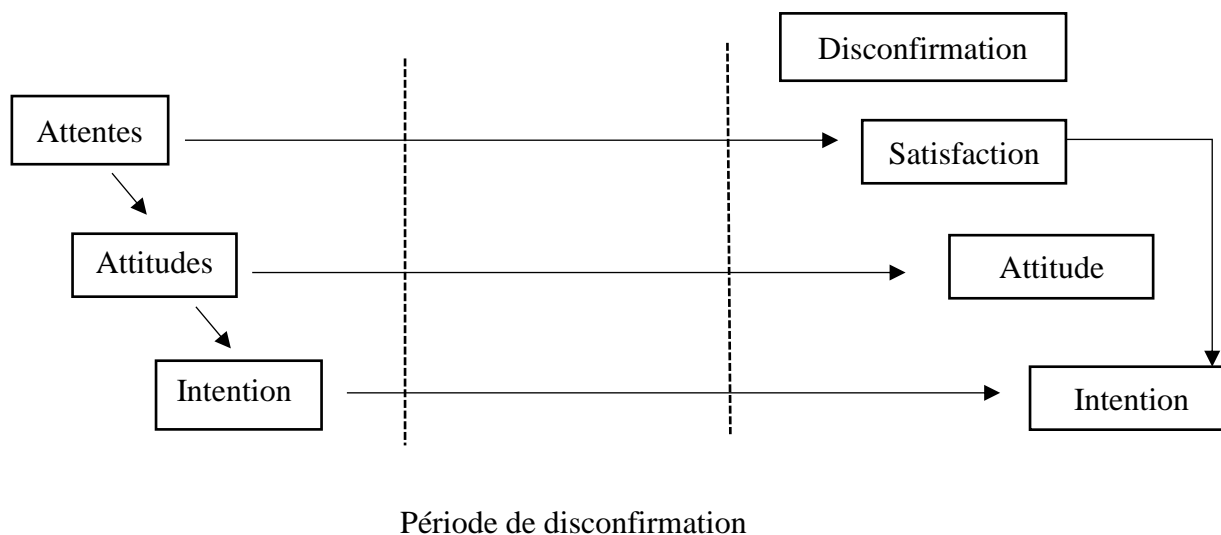 Disconfirmation
Attentes
Satisfaction
Attitudes
Attitude
Intention
Intention
Période de disconfirmation